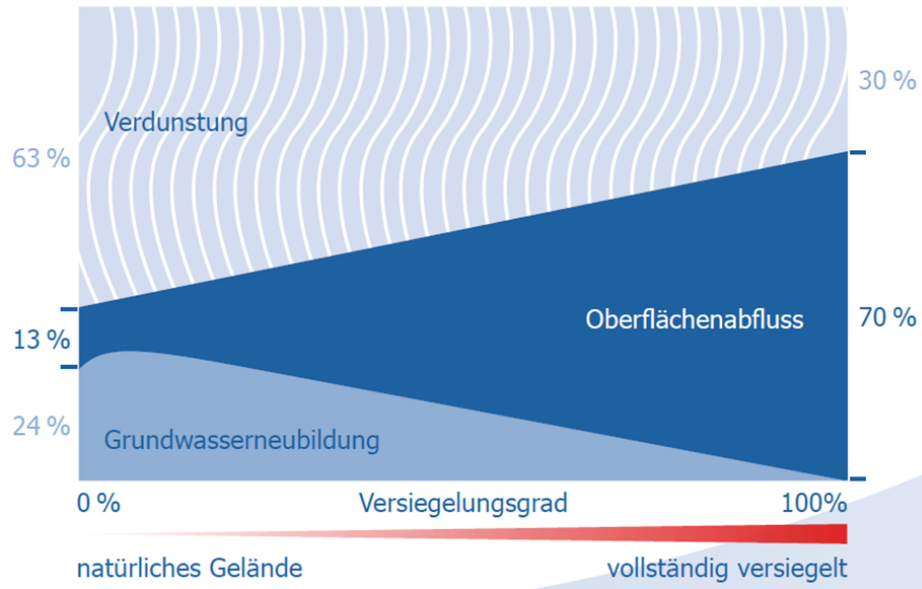 30 %
Verdunstung
63 %
Oberflächenabfluss
70 %
13 %
24 %
Grundwasserneubildung
0 %
Versiegelungsgrad
100%
natürliches Gelände
vollständig versiegelt